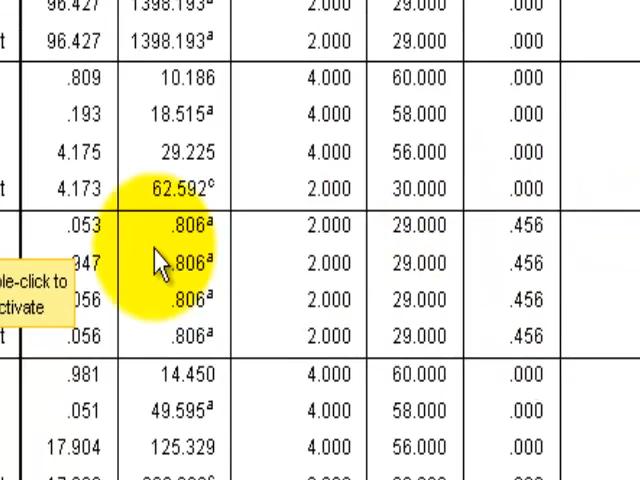 96.427 1398.193ª 2.000 29.000 .000
t 96.427 1398.193ª 2.000 29.000 .000
.809 10.186 4.000 60.000 .000
.193 18.515ª 4.000 58.000 .000
4.175 29.225 4.000 56.000 .000
t 4.173 62.592ᶜ 2.000 30.000 .000
.053 .806ª 2.000 29.000 .456
947 .806ª 2.000 29.000 .456
ble-click to
056 .806ª 2.000 29.000 .456
ctivate
t .056 .806ª 2.000 29.000 .456
.981 14.450 4.000 60.000 .000
.051 49.595ª 4.000 58.000 .000
17.904 125.329 4.000 56.000 .000